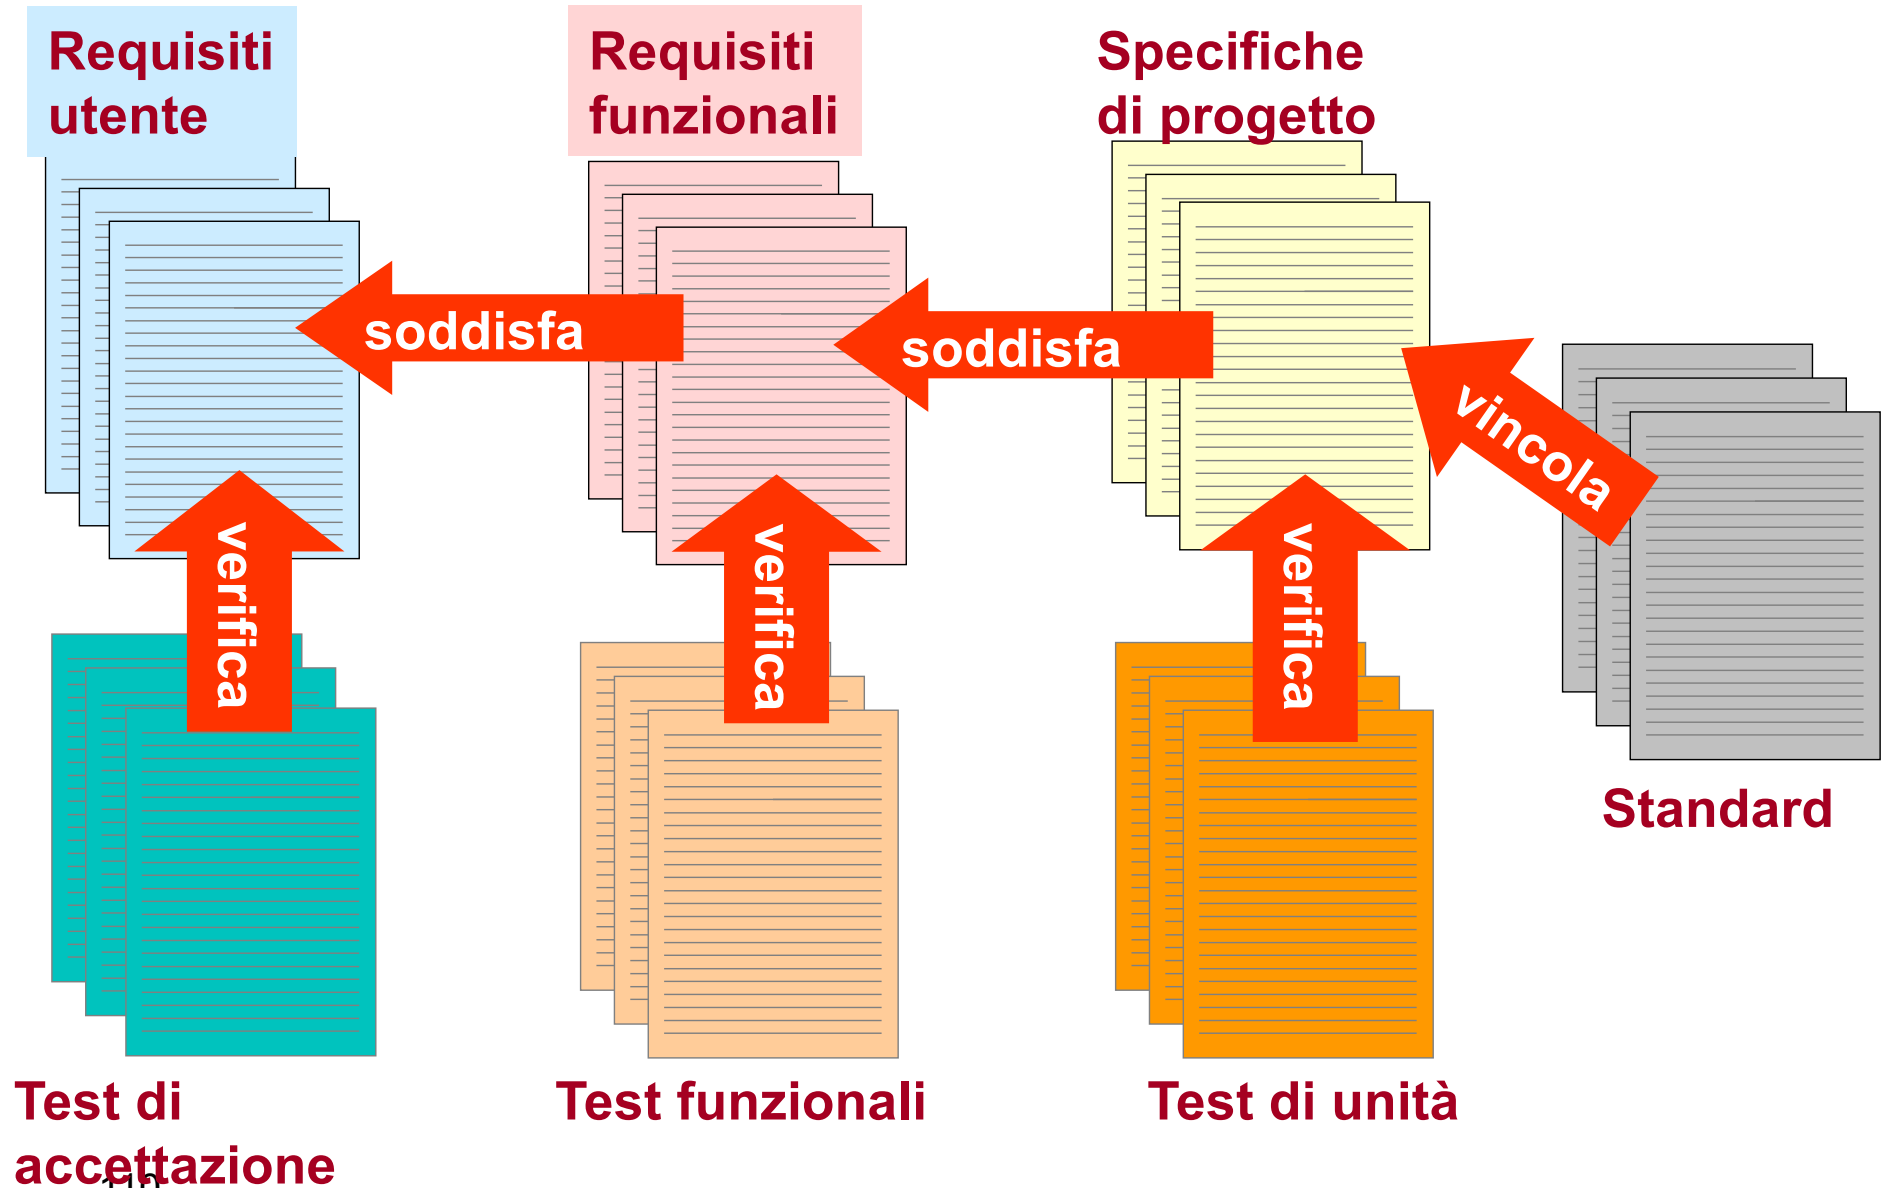 Requisiti
utente
Requisiti
funzionali
Specifiche
di progetto
soddisfa
soddisfa
vincola
verifica
verifica
verifica
Standard
Test di
accettazione
Test funzionali
Test di unità
110